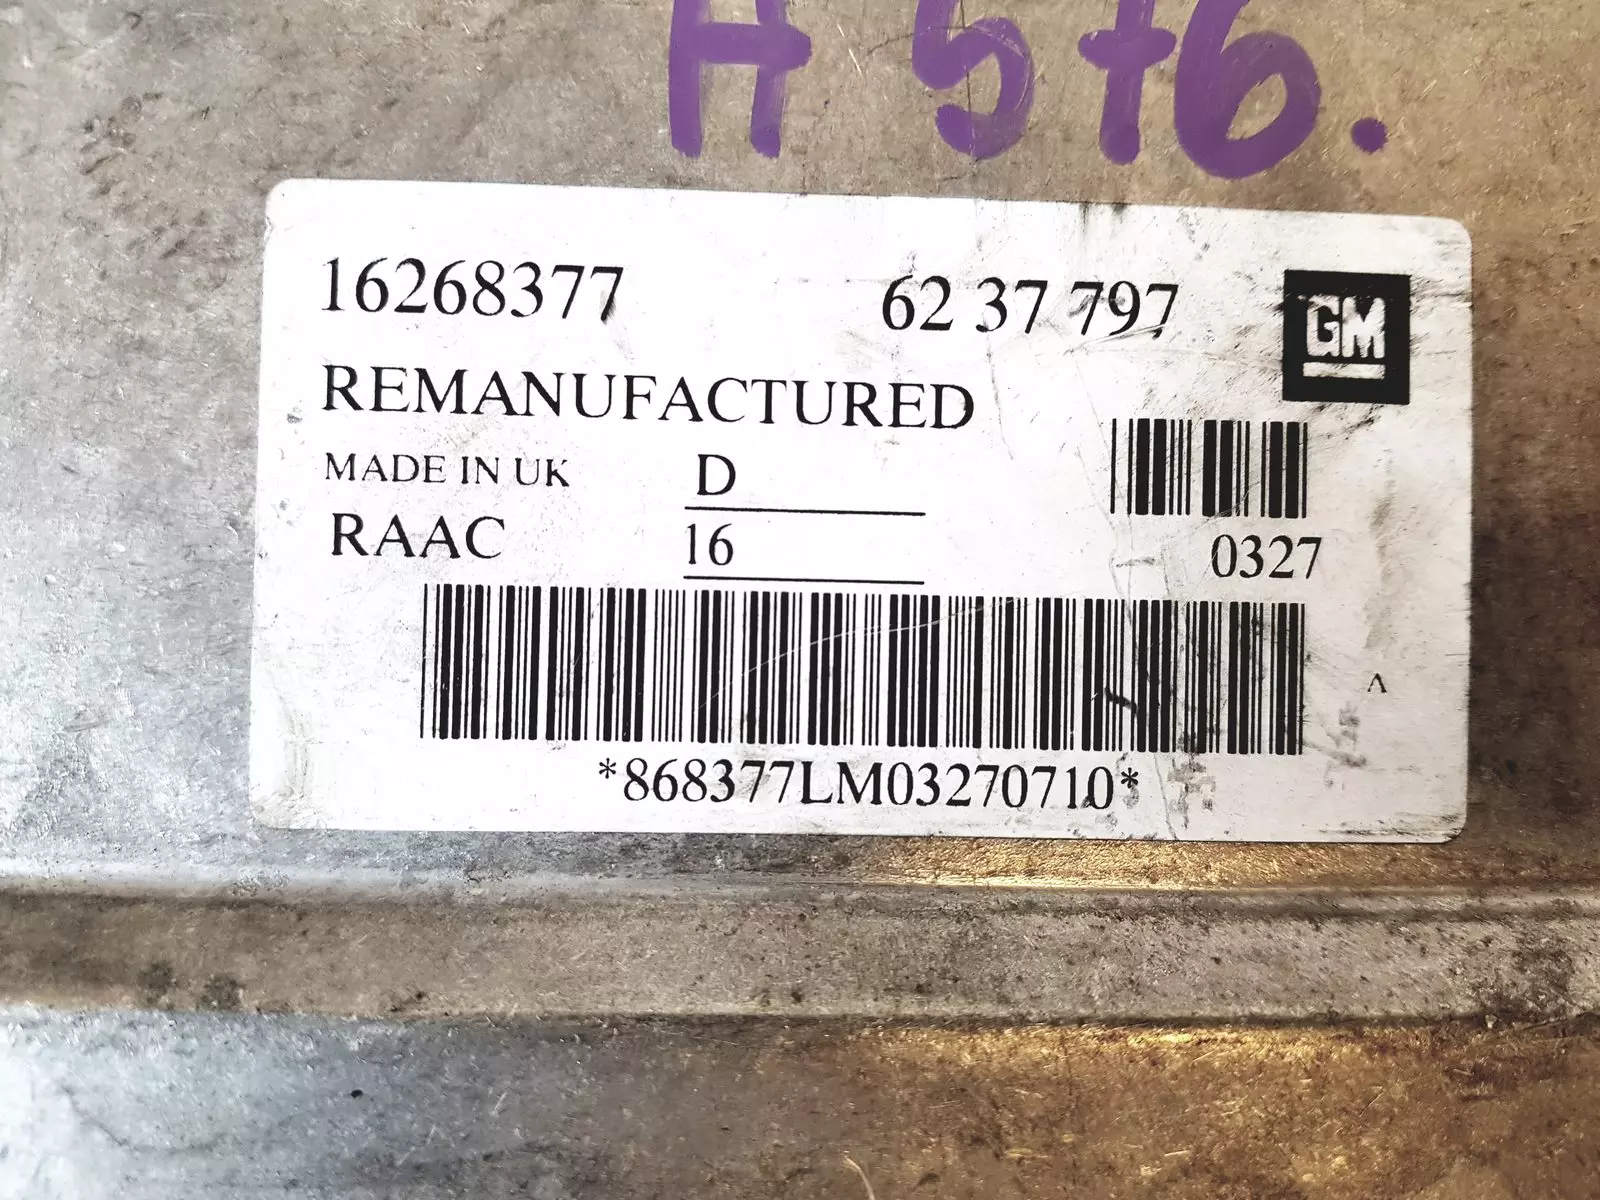 H 5t6.
16268377 62 37 797 GM
REMANUFACTURED
MADE IN UK D
RAAC 16 0327
*868377LM03270710*